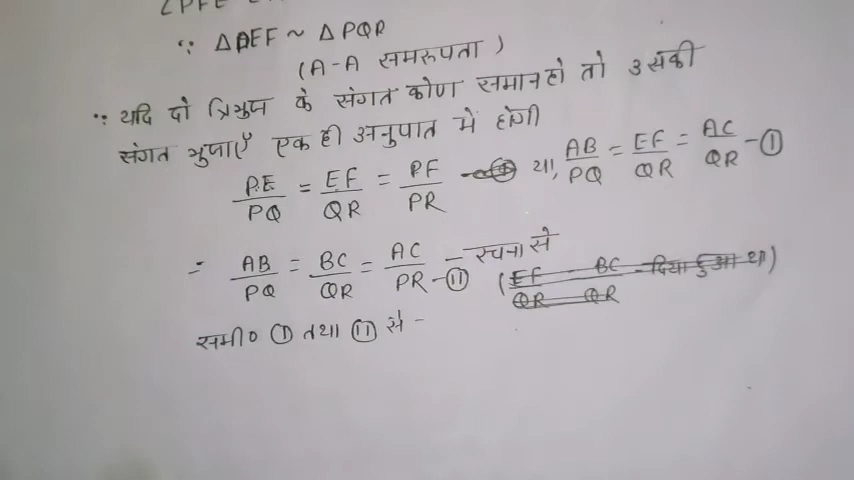 ∵ ΔDEF ~ ΔPQR
(A-A समरुपता)
∵ यदि दो त्रिभुज के संगत कोण समान हो तो उसकी
संगत भुजाएँ एक ही अनुपात में होगी
PE/PQ = EF/QR = PF/PR या, AB/PQ = EF/QR = AC/QR - ①
= AB/PQ = BC/QR = AC/PR - ⑪ रचना से
(EF/QR BC/QR - दिया हुआ था)
समी० ① तथा ⑪ से -